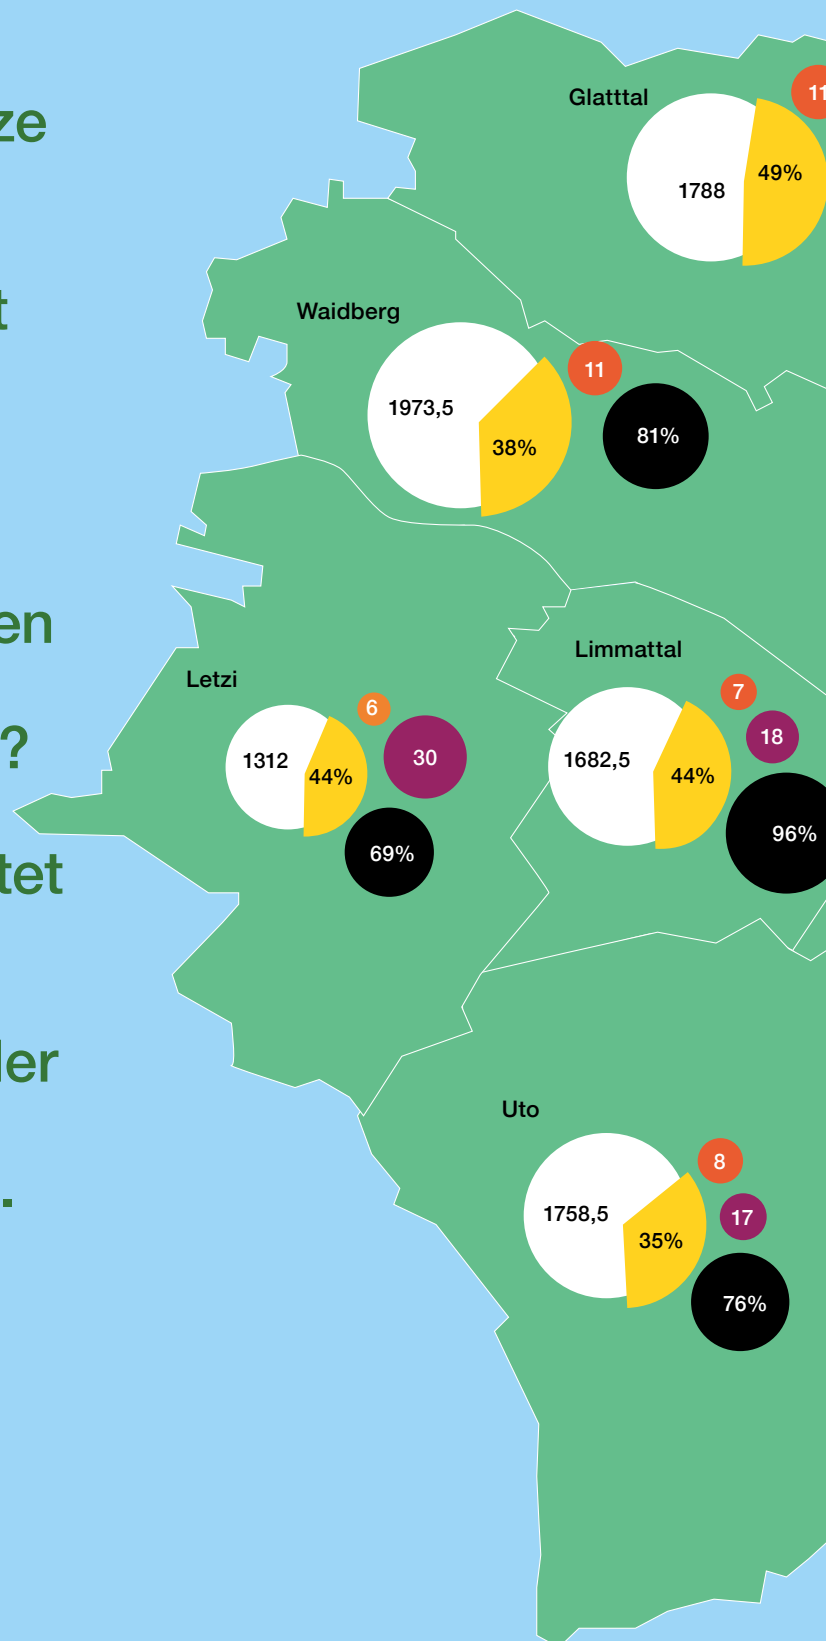 ze
t
en
?
tet
ler
.
Glatttal
11
1788
49%
Waidberg
1973,5
38%
11
81%
Letzi
1312
44%
6
30
69%
Limmattal
1682,5
44%
7
18
96%
Uto
1758,5
35%
8
17
76%